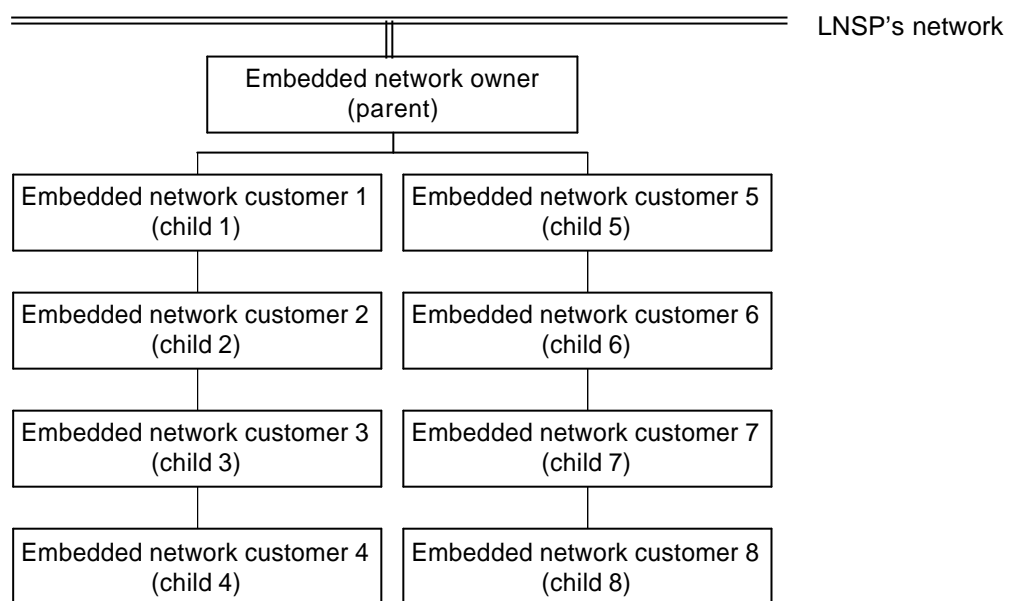 LNSP's network
Embedded network owner
(parent)
Embedded network customer 1
(child 1)
Embedded network customer 5
(child 5)
Embedded network customer 2
(child 2)
Embedded network customer 6
(child 6)
Embedded network customer 3
(child 3)
Embedded network customer 7
(child 7)
Embedded network customer 4
(child 4)
Embedded network customer 8
(child 8)